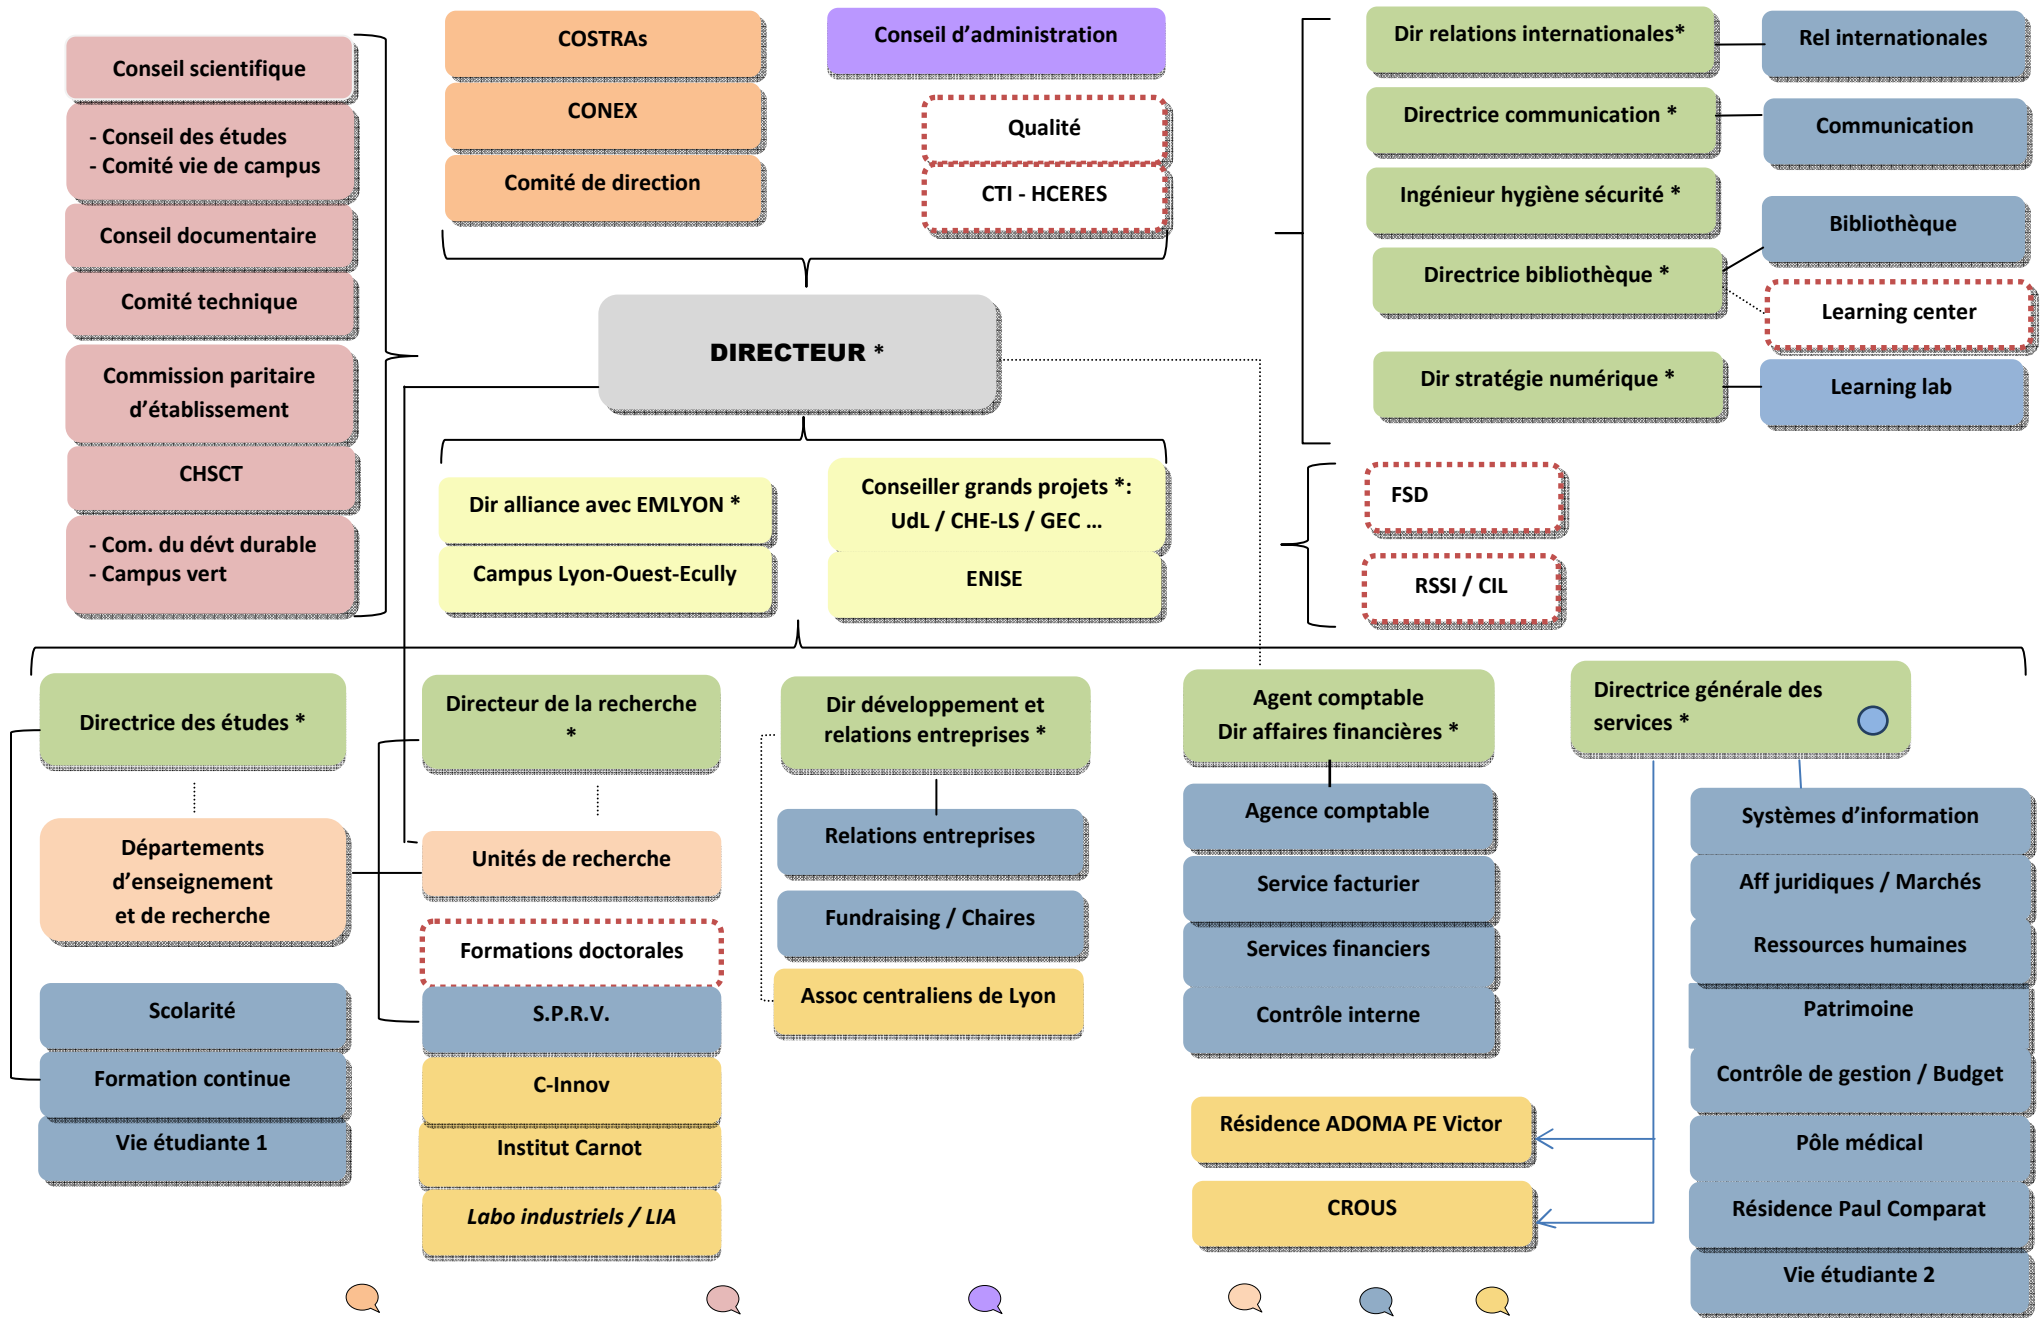 Conseil scientifique
- Conseil des études
- Comité vie de campus
Conseil documentaire
Comité technique
Commission paritaire
d'établissement
CHSCT
- Com. du dévt durable
- Campus vert
COSTRAs
CONEX
Comité de direction
Conseil d'administration
Qualité
CTI - HCERES
Dir relations internationales*
Rel internationales
Directrice communication *
Communication
Ingénieur hygiène sécurité *
Directrice bibliothèque *
Bibliothèque
Learning center
Dir stratégie numérique *
Learning lab
DIRECTEUR *
Dir alliance avec EMLYON *
Conseiller grands projets *:
UdL / CHE-LS / GEC ...
Campus Lyon-Ouest-Ecully
ENISE
FSD
RSSI / CIL
Directrice des études *
Départements
d'enseignement
et de recherche
Scolarité
Formation continue
Vie étudiante 1
Directeur de la recherche
*
Unités de recherche
Formations doctorales
S.P.R.V.
C-Innov
Institut Carnot
Labo industriels / LIA
Dir développement et
relations entreprises *
Relations entreprises
Fundraising / Chaires
Assoc centraliens de Lyon
Agent comptable
Dir affaires financières *
Agence comptable
Service facturier
Services financiers
Contrôle interne
Résidence ADOMA PE Victor
CROUS
Directrice générale des
services *
Systèmes d'information
Aff juridiques / Marchés
Ressources humaines
Patrimoine
Contrôle de gestion / Budget
Pôle médical
Résidence Paul Comparat
Vie étudiante 2